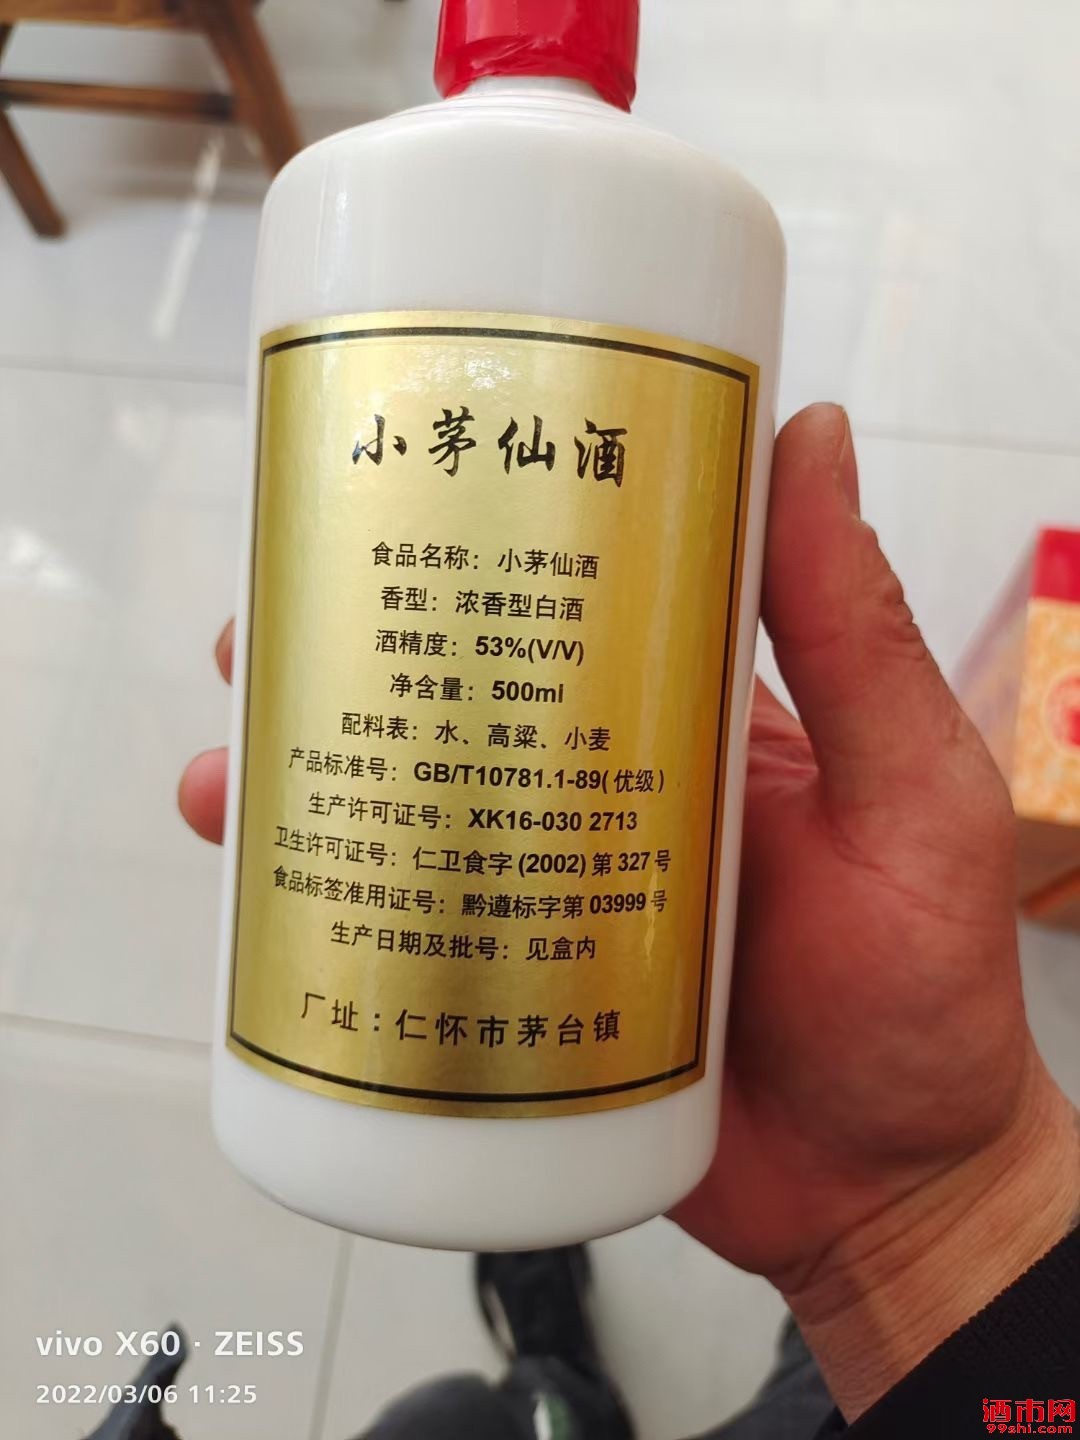 小茅仙酒
食品名称：小茅仙酒
香型：浓香型白酒
酒精度：53%(V/V)
净含量：500ml
配料表：水、高粱、小麦
产品标准号：GB/T10781.1-89(优级)
生产许可证号：XK16-030 2713
卫生许可证号：仁卫食字(2002)第327号
食品标签准用证号：黔遵标字第03999号
生产日期及批号：见盒内
厂址：仁怀市茅台镇
vivo X60 · ZEISS
2022/03/06 11:25
酒市网
99shi.com